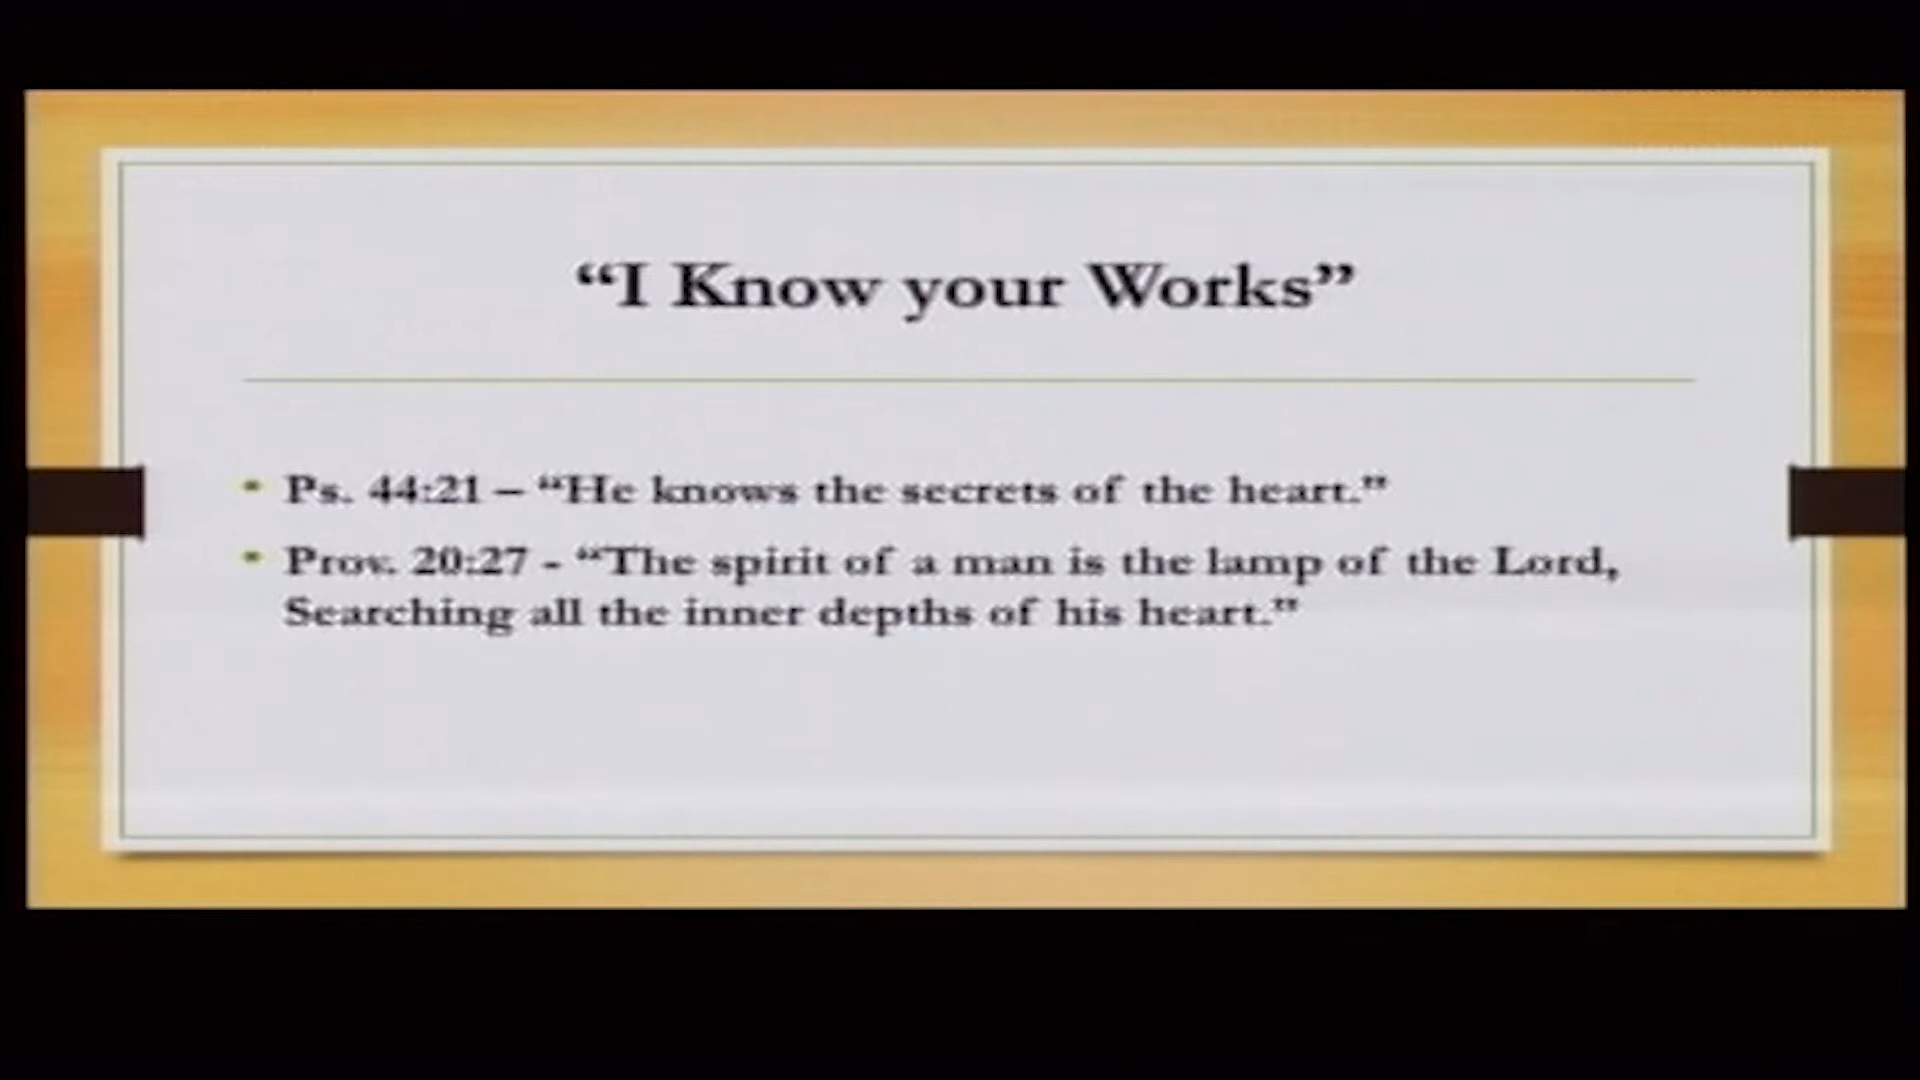 “I Know your Works”
• Ps. 44:21 – “He knows the secrets of the heart.”
• Prov. 20:27 - “The spirit of a man is the lamp of the Lord,
Searching all the inner depths of his heart.”